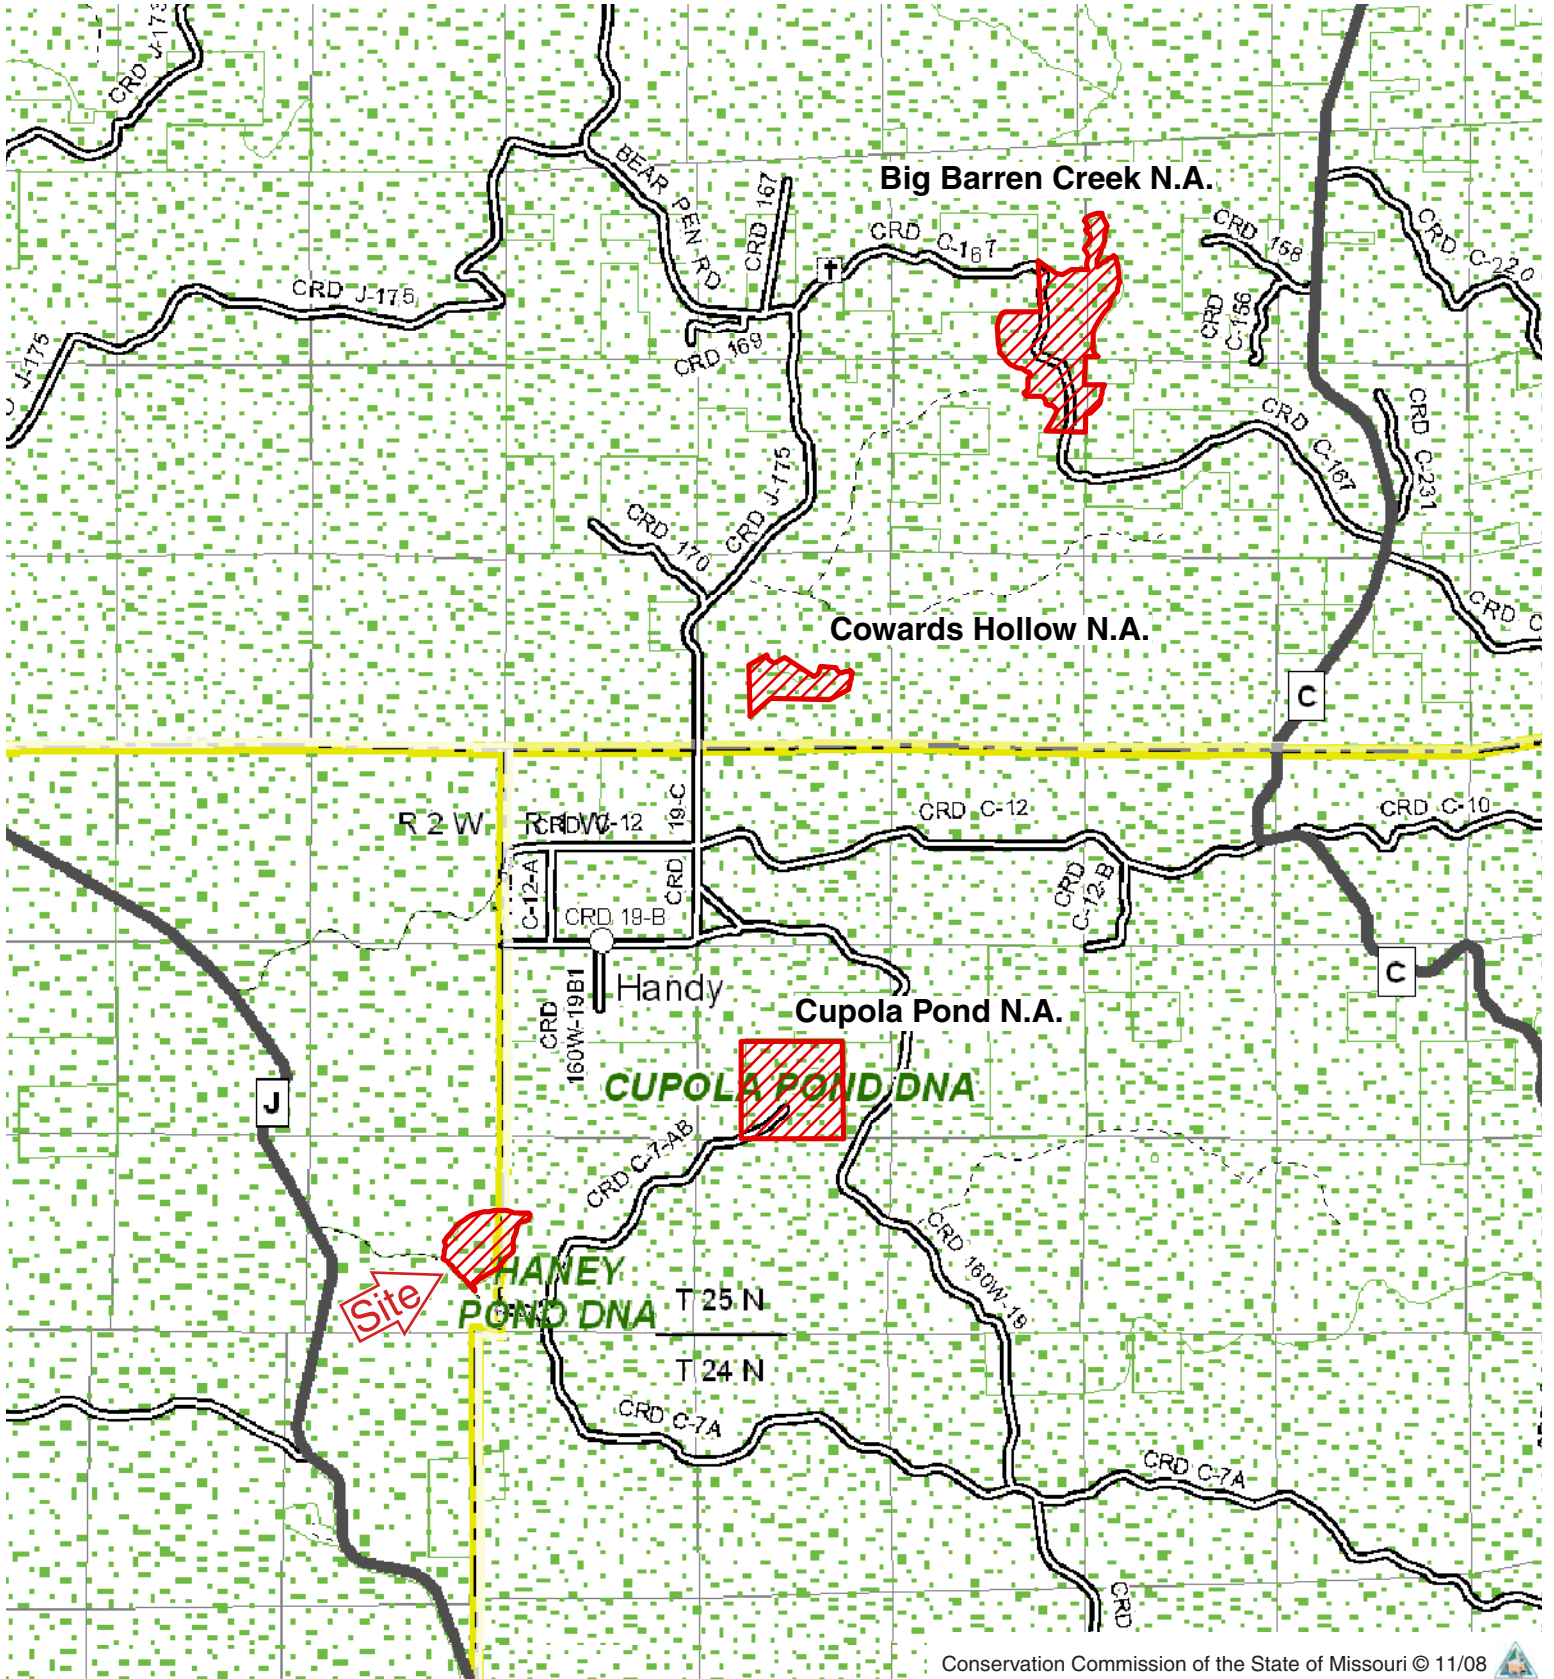 CRD J-173
BEAR PEN RD
CRD 167
Big Barren Creek N.A.
CRD C-167
CRD 168
CRD C-220
CRD J-175
CRD
C-156
J-175
CRD 169
CRD C-167
CRD C-231
CRD J-175
CRD 170
CRD C
Cowards Hollow N.A.
C
R 2 W
CRD C-12
19-C
CRD C-12
CRD C-10
C-12-A
CRD
CRD
C-12-B
CRD 19-B
C
Handy
CRD
160W-19B1
Cupola Pond N.A.
CUPOLA POND DNA
J
CRD C-7-AB
CRD 160W-19
HANEY
POND DNA
Site
T 25 N
T 24 N
CRD C-7A
CRD C-7A
CRD
Conservation Commission of the State of Missouri © 11/08